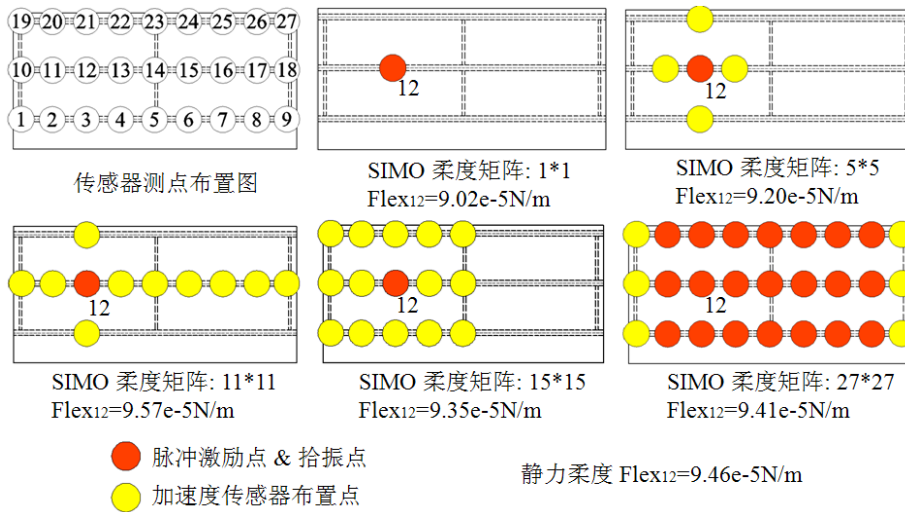 19 20 21 22 23 24 25 26 27
10 11 12 13 14 15 16 17 18
1 2 3 4 5 6 7 8 9
传感器测点布置图
12
SIMO 柔度矩阵: 1*1
Flex12=9.02e-5N/m
12
SIMO 柔度矩阵: 5*5
Flex12=9.20e-5N/m
12
SIMO 柔度矩阵: 11*11
Flex12=9.57e-5N/m
12
SIMO 柔度矩阵: 15*15
Flex12=9.35e-5N/m
12
SIMO 柔度矩阵: 27*27
Flex12=9.41e-5N/m
脉冲激励点 & 拾振点
加速度传感器布置点
静力柔度 Flex12=9.46e-5N/m